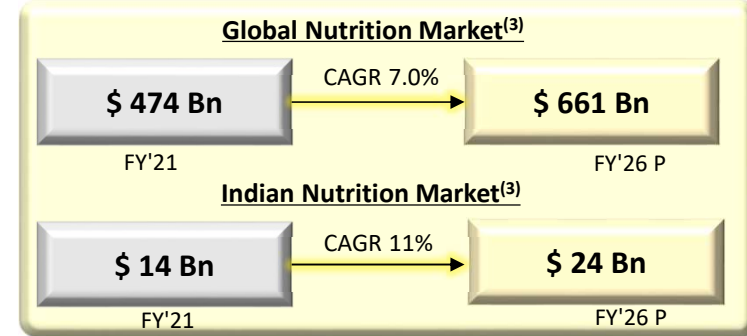 Global Nutrition Market(3)
$ 474 Bn
CAGR 7.0%
$ 661 Bn
FY'21
FY'26 P
Indian Nutrition Market(3)
$ 14 Bn
CAGR 11%
$ 24 Bn
FY'21
FY'26 P